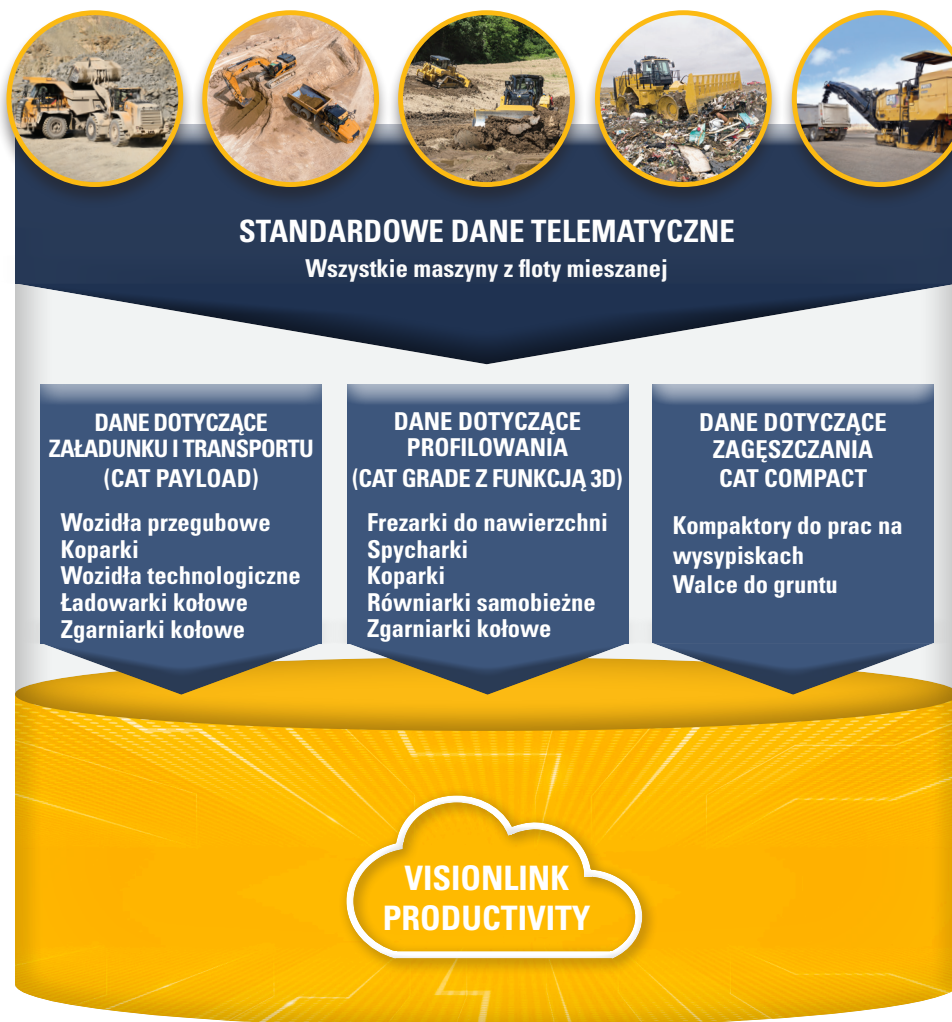 STANDARDOWE DANE TELEMATYCZNE
Wszystkie maszyny z floty mieszanej
DANE DOTYCZĄCE
ZAŁADUNKU I TRANSPORTU
(CAT PAYLOAD)
Wozidła przegubowe
Koparki
Wozidła technologiczne
Ładowarki kołowe
Zgarniarki kołowe
DANE DOTYCZĄCE
PROFILOWANIA
(CAT GRADE Z FUNKCJĄ 3D)
Frezarki do nawierzchni
Spycharki
Koparki
Równiarki samobieżne
Zgarniarki kołowe
DANE DOTYCZĄCE
ZAGĘSZCZANIA
CAT COMPACT
Kompaktory do prac na
wysypiskach
Walce do gruntu
VISIONLINK
PRODUCTIVITY